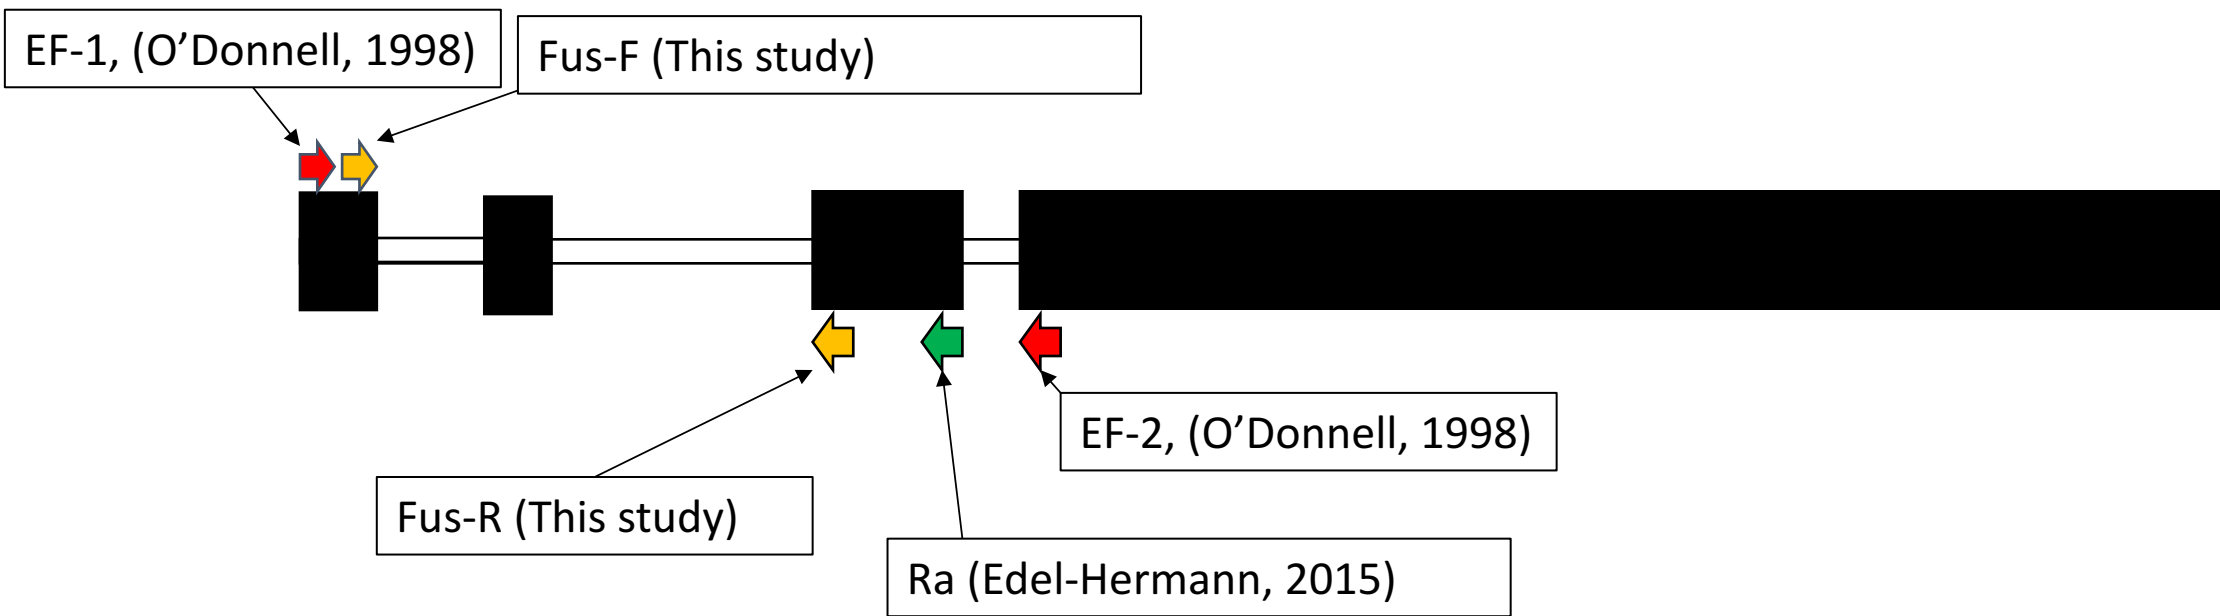 EF-1, (O’Donnell, 1998)
Fus-F (This study)
EF-2, (O’Donnell, 1998)
Fus-R (This study)
Ra (Edel-Hermann, 2015)